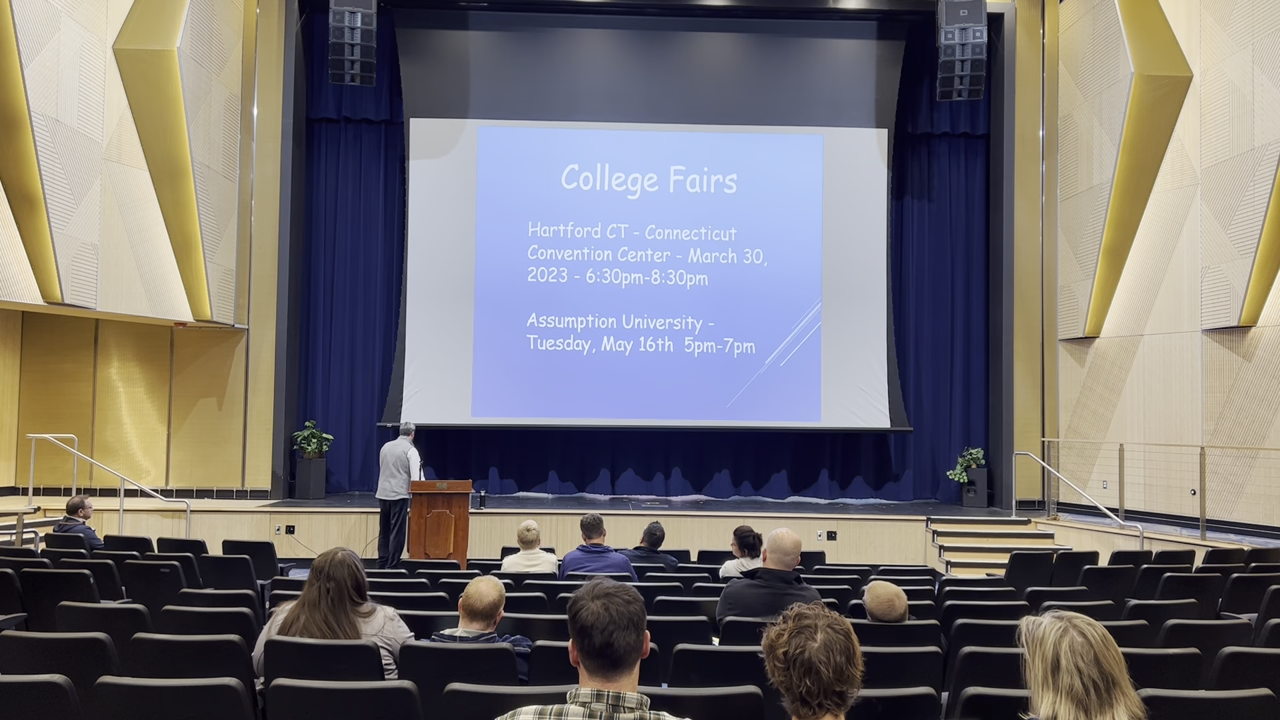 College Fairs
Hartford CT - Connecticut
Convention Center - March 30,
2023 - 6:30pm-8:30pm
Assumption University -
Tuesday, May 16th 5pm-7pm